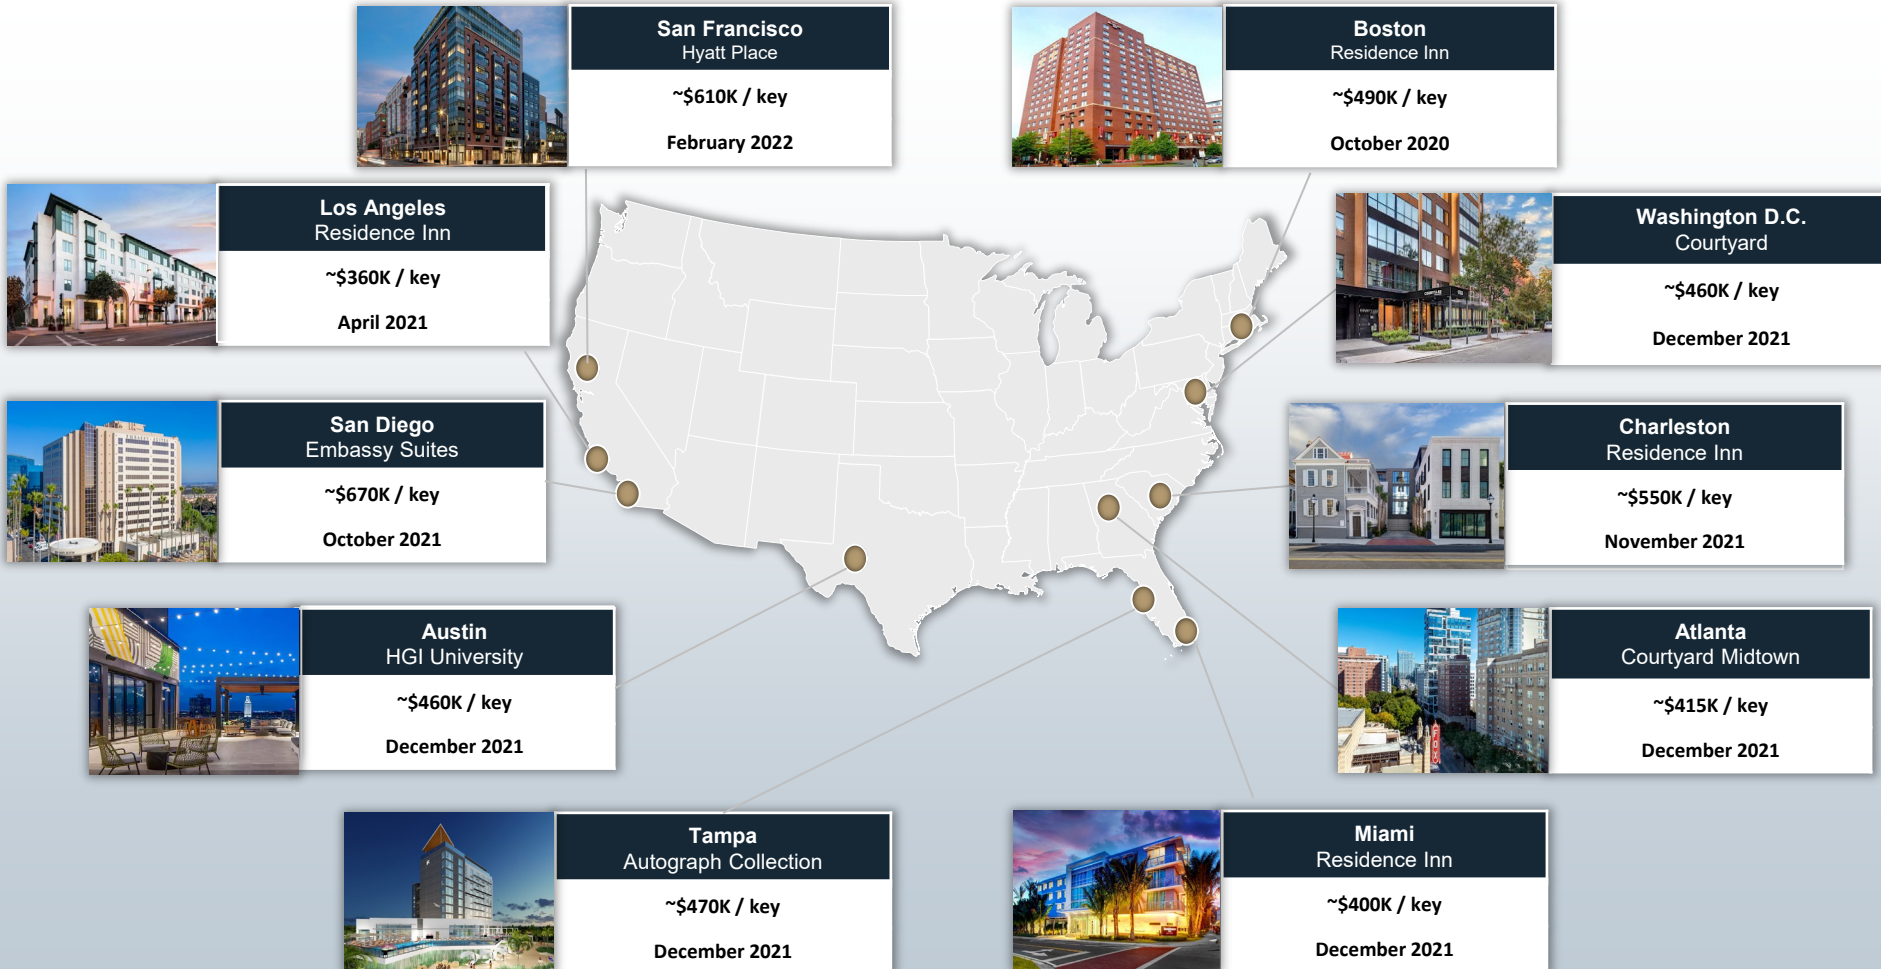 San Francisco
Hyatt Place
~$610K / key
February 2022
Boston
Residence Inn
~$490K / key
October 2020
Los Angeles
Residence Inn
~$360K / key
April 2021
Washington D.C.
Courtyard
~$460K / key
December 2021
San Diego
Embassy Suites
~$670K / key
October 2021
Charleston
Residence Inn
~$550K / key
November 2021
Austin
HGI University
~$460K / key
December 2021
Atlanta
Courtyard Midtown
~$415K / key
December 2021
FOX
Tampa
Autograph Collection
~$470K / key
December 2021
Miami
Residence Inn
~$400K / key
December 2021